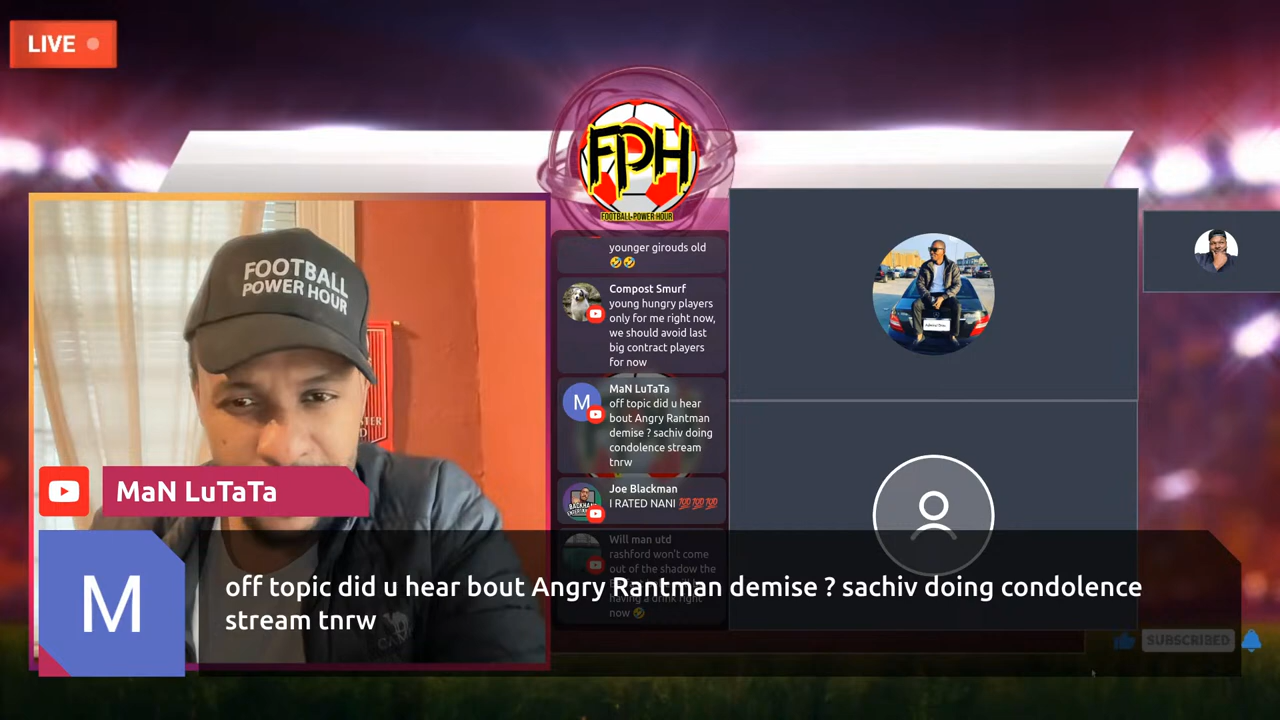 LIVE
FPH
FOOTBALL POWER HOUR
FOOTBALL
POWER HOUR
younger girouds old
🤣🤣
Compost Smurf
young hungry players
only for me right now,
we should avoid last
big contract players
for now
M
MaN LuTaTa
off topic did u hear
bout Angry Rantman
demise ? sachiv doing
condolence stream
tnrw
Joe Blackman
I RATED NANI 💯💯💯
Will man utd
rashford won't come
out of the shadow the
now 🤣
MaN LuTaTa
M
off topic did u hear bout Angry Rantman demise ? sachiv doing condolence
stream tnrw
SUBSCRIBED